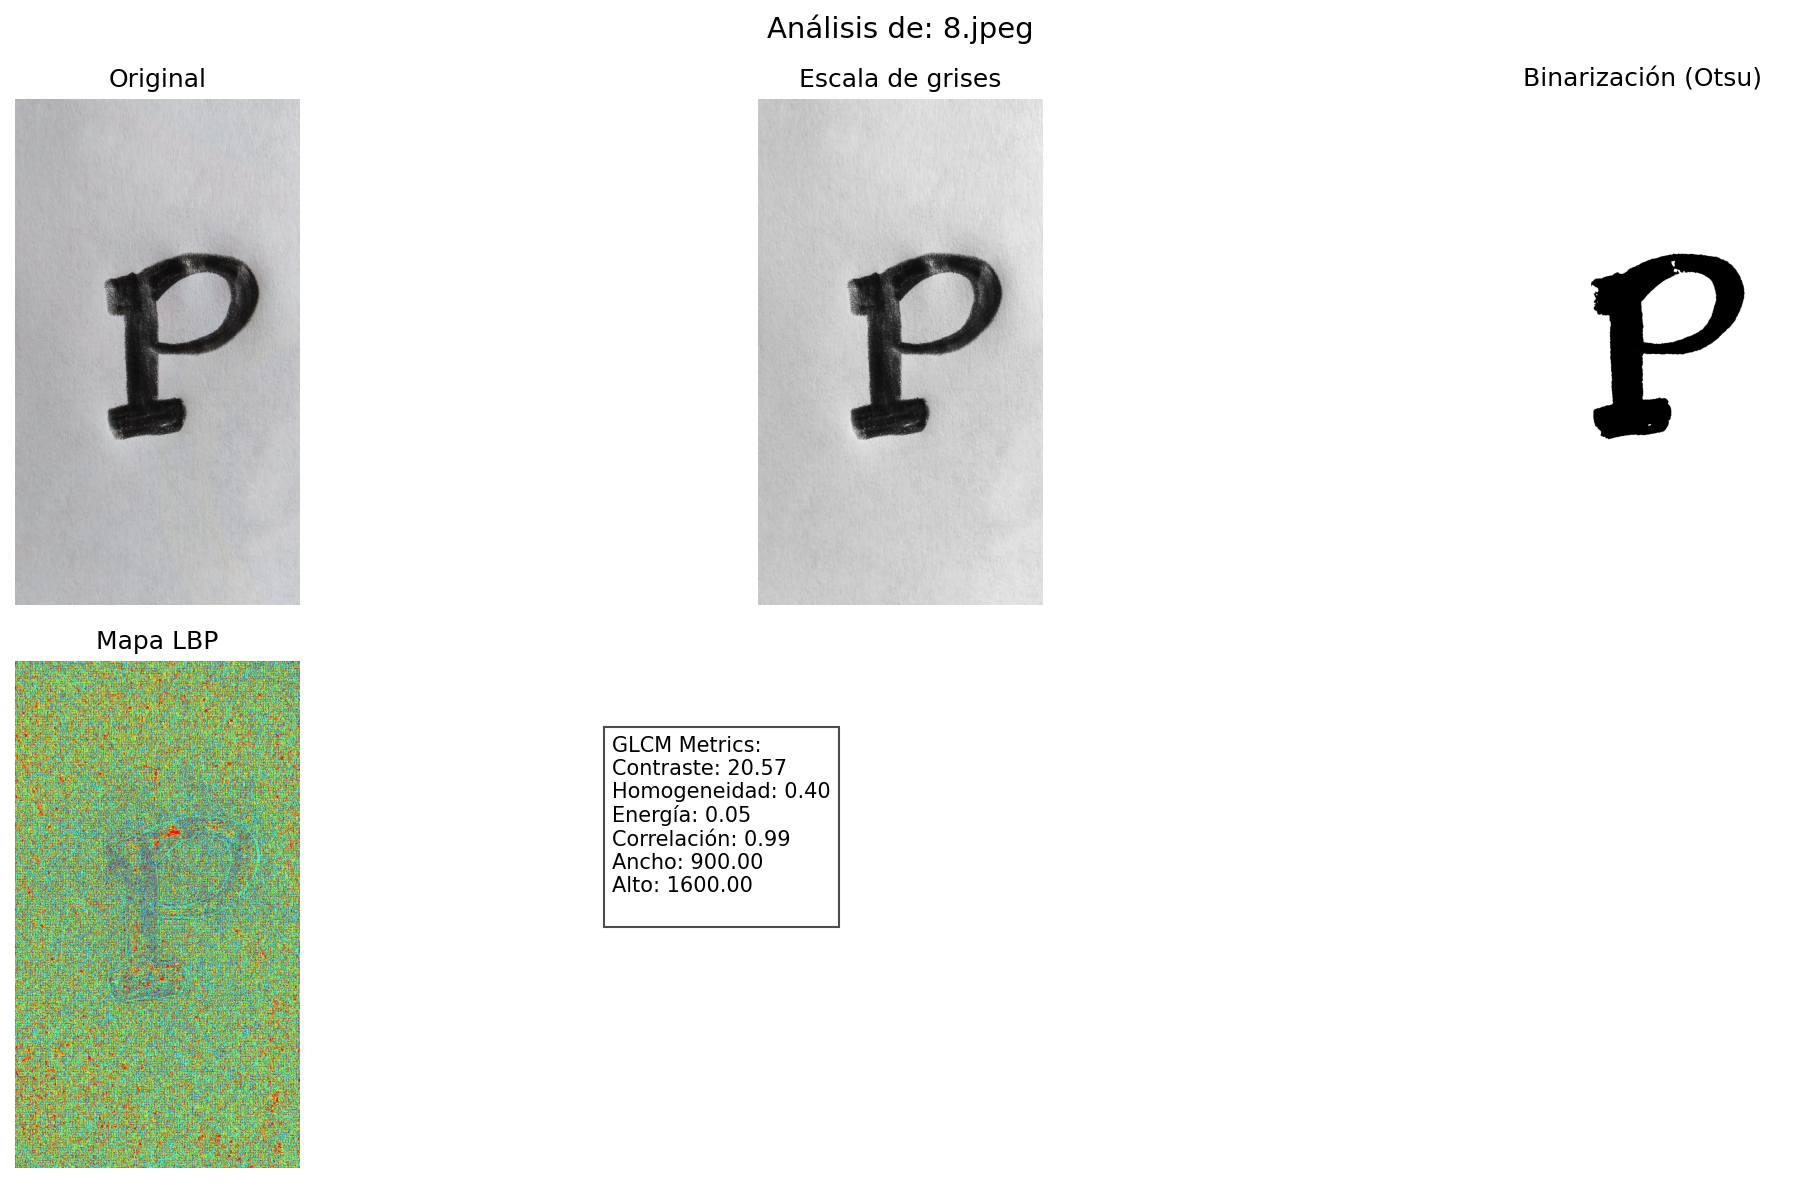 Análisis de: 8.jpeg
Original
Escala de grises
Binarización (Otsu)
P
P
P
Mapa LBP
P
GLCM Metrics:
Contraste: 20.57
Homogeneidad: 0.40
Energía: 0.05
Correlación: 0.99
Ancho: 900.00
Alto: 1600.00